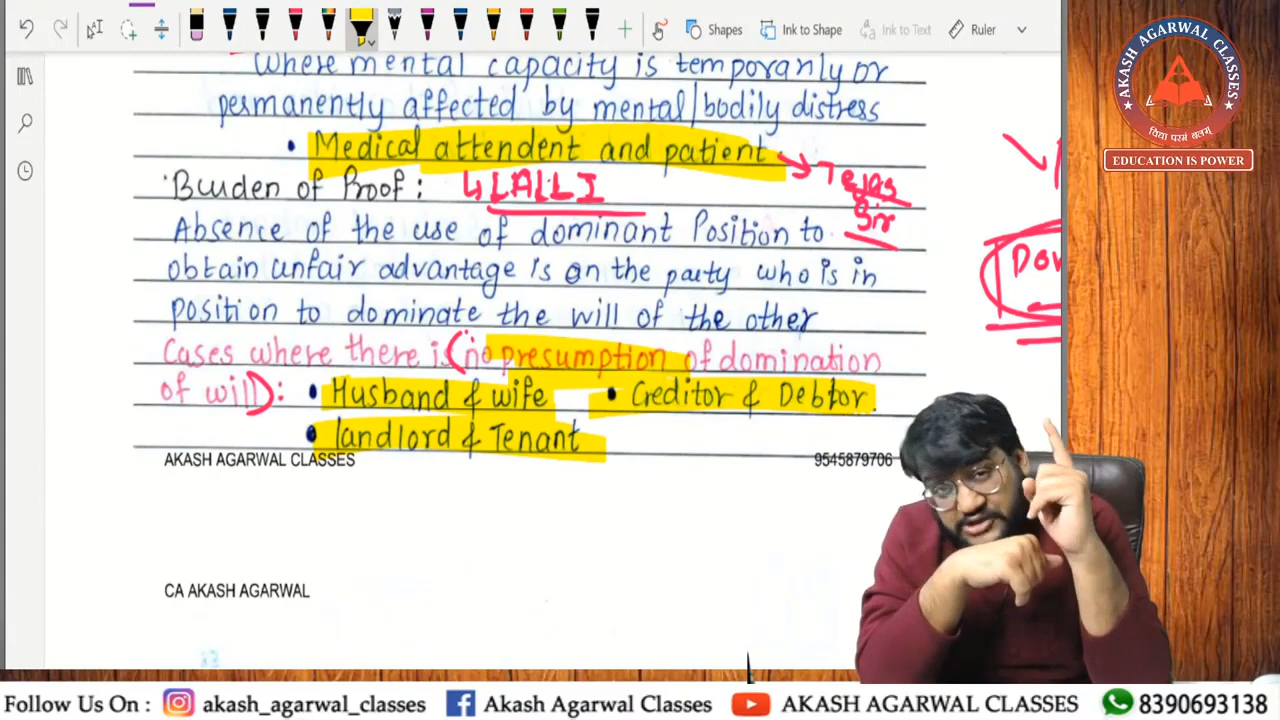 Shapes Ink to Shape Ink to Text Ruler
Where mental capacity is temporarily or
permanently affected by mental/bodily distress
• Medical attendent and patient
Burden of Proof: LALLI
Sir
Absence of the use of dominant Position to
obtain unfair advantage is on the party who is in
position to dominate the will of the other
Cases where there is (no presumption of domination
of will): • Husband & wife • Creditor & Debtor.
• landlord & Tenant
AKASH AGARWAL CLASSES 9545879706
CA AKASH AGARWAL
AKASH AGARWAL CLASSES
विद्या परमं बलम्
EDUCATION IS POWER
Follow Us On : akash_agarwal_classes Akash Agarwal Classes AKASH AGARWAL CLASSES 8390693138